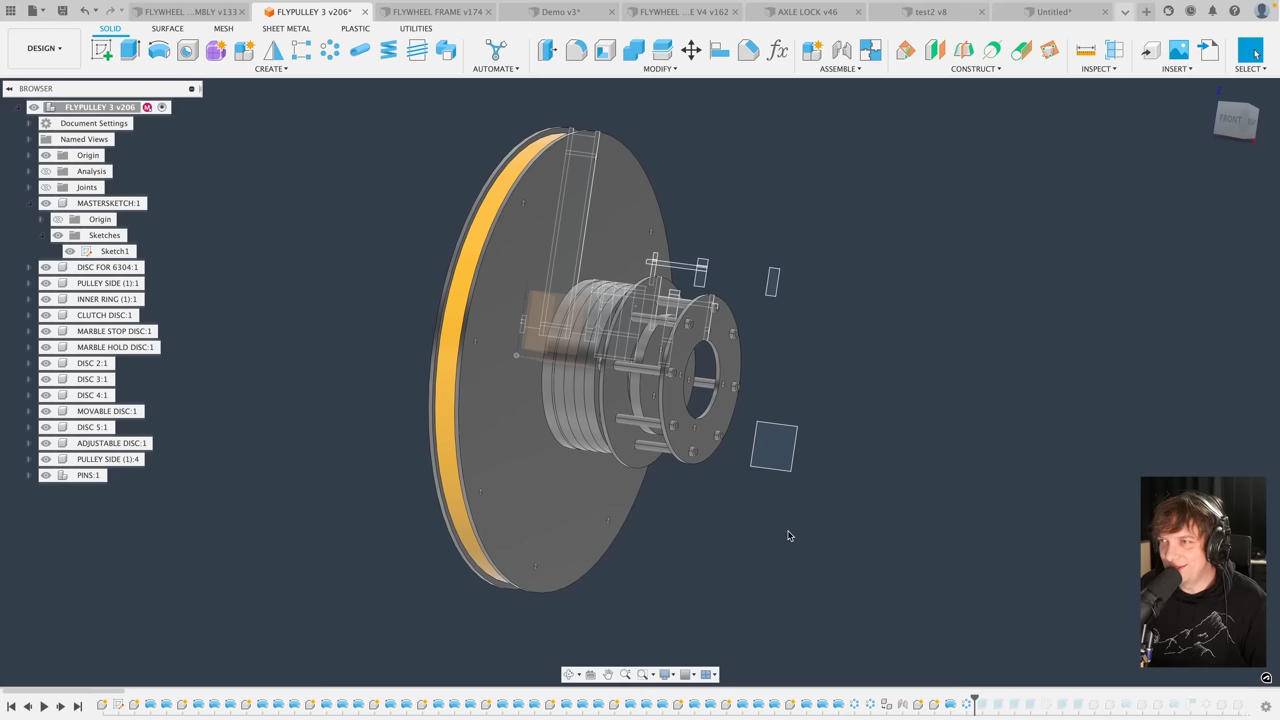 FLYWHEEL ...MBLY v133
FLYPULLEY 3 v206*
FLYWHEEL FRAME v174
Demo v3*
FLYWHEEL ...E V4 v162
AXLE LOCK v46
test2 v8
Untitled*
SOLID
SURFACE
MESH
SHEET METAL
PLASTIC
UTILITIES
DESIGN
CREATE
AUTOMATE
MODIFY
ASSEMBLE
CONSTRUCT
INSPECT
INSERT
SELECT
BROWSER
FLYPULLEY 3 v206
Document Settings
Named Views
Origin
Analysis
Joints
MASTERSKETCH:1
Origin
Sketches
Sketch1
DISC FOR 6304:1
PULLEY SIDE (1):1
INNER RING (1):1
CLUTCH DISC:1
MARBLE STOP DISC:1
MARBLE HOLD DISC:1
DISC 2:1
DISC 3:1
DISC 4:1
MOVABLE DISC:1
DISC 5:1
ADJUSTABLE DISC:1
PULLEY SIDE (1):4
PINS:1
Z
FRONT